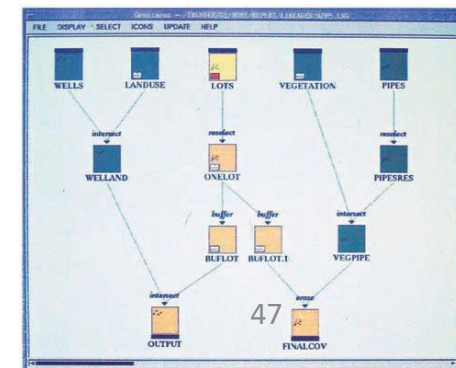 FILE DISPLAY SELECT ICONS UPDATE HELP
WELLS LANDUSE LOTS VEGETATION PIPES
intersect reselect reselect
WELLAND ONELOT PIPESRES
buffer buffer intersect
BUFLOT BUFLOT.1 VEGPIPE
intersect erase
47
OUTPUT FINALCOV